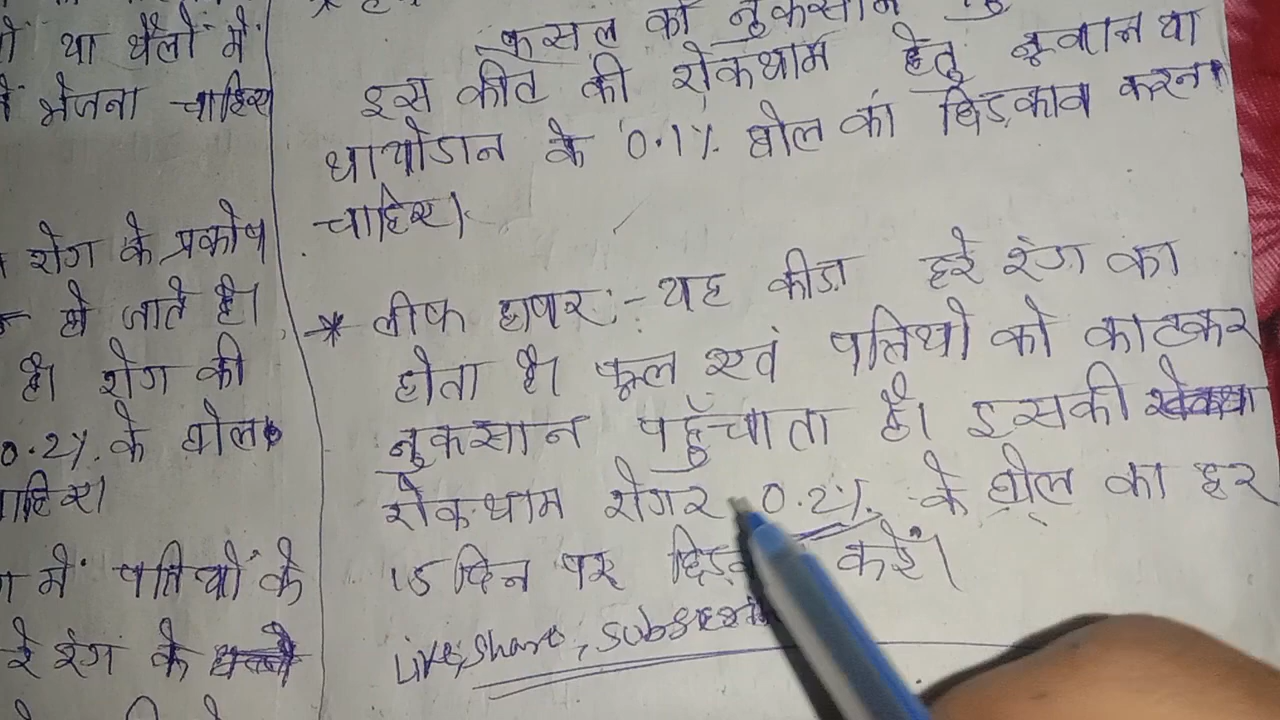 या थैलों में
भेजना चाहिए
रोग के प्रकोप
हो जाते है।
है। रोग की
0.2%. के घोल
में पत्तियों के
रे रंग के
फसल को नुकसान
इस कीट की रोकथाम हेतु नुवान या
थायोडान के 0.1%. घोल का छिड़काव करना
चाहिए।
* लीफ हापर:- यह कीडा हरे रंग का
होता है। फूल एवं पत्तियो को काटकर
नुकसान पहुँचाता है। इसकी
रोकथाम रोगर 0.2%. के घोल का हर
15 दिन पर करें।
Like, Share, Subscri